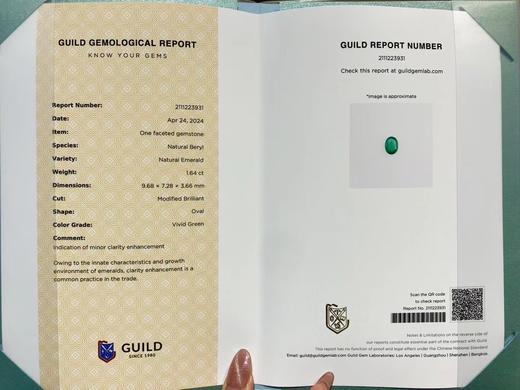 GUILD GEMOLOGICAL REPORT
KNOW YOUR GEMS
Report Number: 2111223931
Date: Apr 24, 2024
Item: One faceted gemstone
Species: Natural Beryl
Variety: Natural Emerald
Weight: 1.64 ct
Dimensions: 9.68 × 7.28 × 3.66 mm
Cut: Modified Brilliant
Shape: Oval
Color Grade: Vivid Green
Comment:
Indication of minor clarity enhancement
Owing to the innate characteristics and growth
environment of emeralds, clarity enhancement is a
common practice in the trade.
GUILD
SINCE 1980
GUILD REPORT NUMBER
2111223931
Check this report at guildgemlab.com
*Image is approximate
Scan the QR code
to check report
Report No. 2111223931
Notes & Limitations on the reverse side of
our reports constitute essential part of the contract with Guild
This report has no function of proof and legal effect under the Chinese National Standard
Email: guild@guildgemlab.com Guild Gem Laboratories: Los Angeles | Guangzhou | Shenzhen | Bangkok